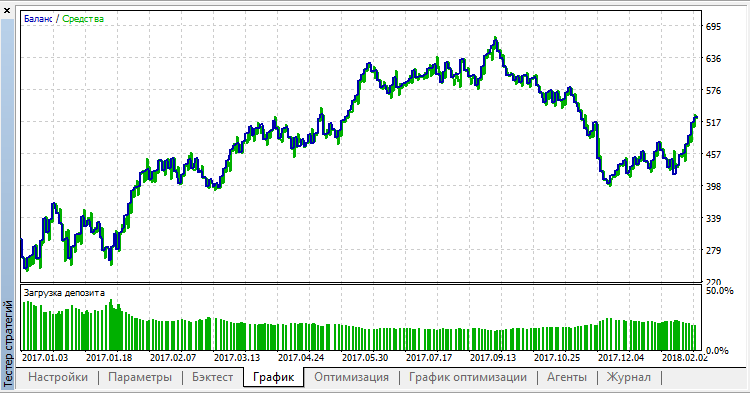 Баланс / Средства
695
636
576
517
457
398
339
279
220
Загрузка депозита
50.0%
0.0%
2017.01.03 2017.01.18 2017.02.07 2017.03.13 2017.04.24 2017.05.30 2017.07.17 2017.09.13 2017.10.25 2017.12.04 2018.02.02
Настройки Параметры Бэктест График Оптимизация График оптимизации Агенты Журнал
Тестер стратегий